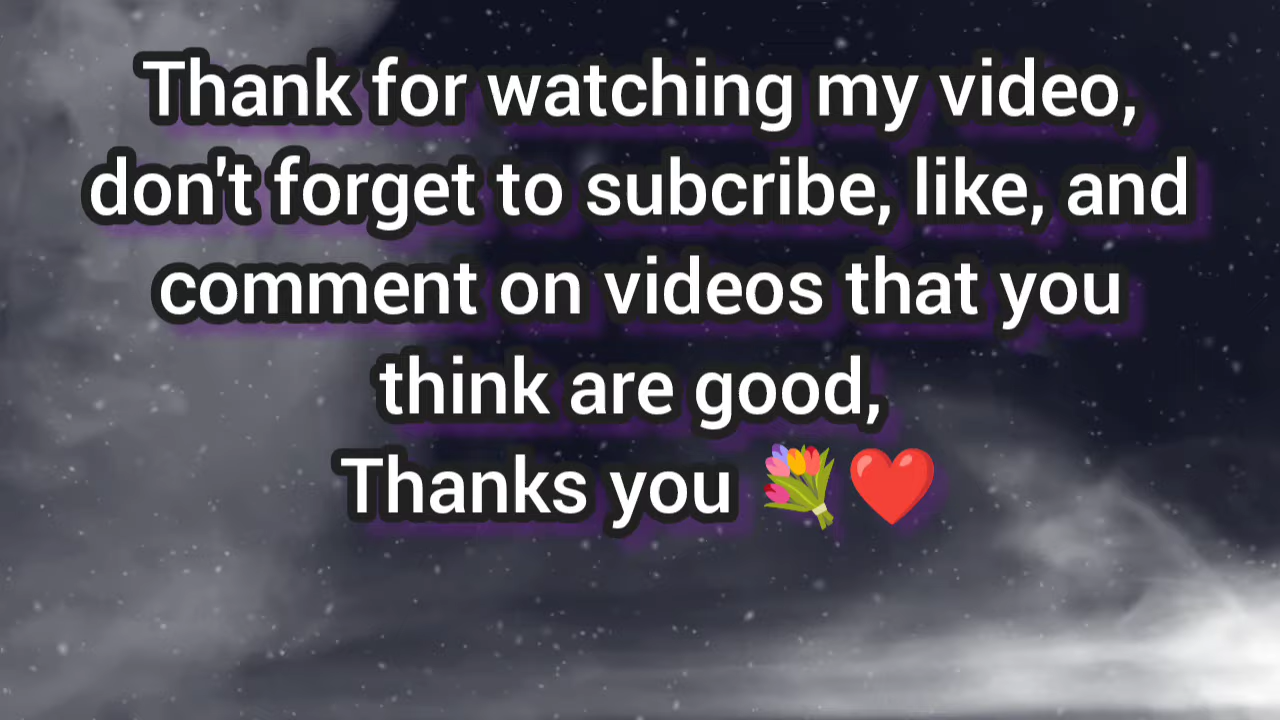 Thank for watching my video,
don't forget to subcribe, like, and
comment on videos that you
think are good,
Thanks you 💐❤️